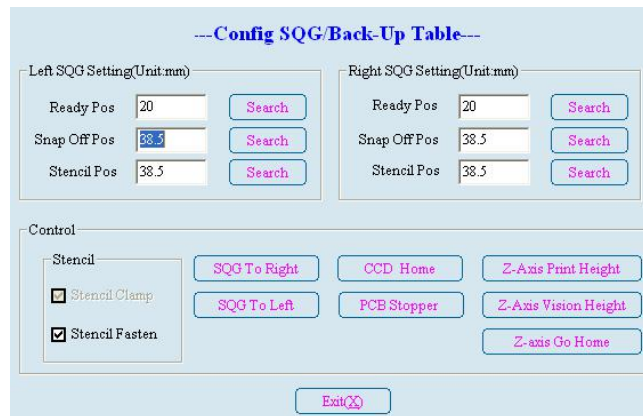 ---Config SQG/Back-Up Table---
Left SQG Setting(Unit:mm)
Ready Pos 20 Search
Snap Off Pos 38.5 Search
Stencil Pos 38.5 Search
Right SQG Setting(Unit:mm)
Ready Pos 20 Search
Snap Off Pos 38.5 Search
Stencil Pos 38.5 Search
Control
Stencil
Stencil Clamp
Stencil Fasten
SQG To Right CCD Home Z-Axis Print Height
SQG To Left PCB Stopper Z-Axis Vision Height
Z-axis Go Home
Exit(X)